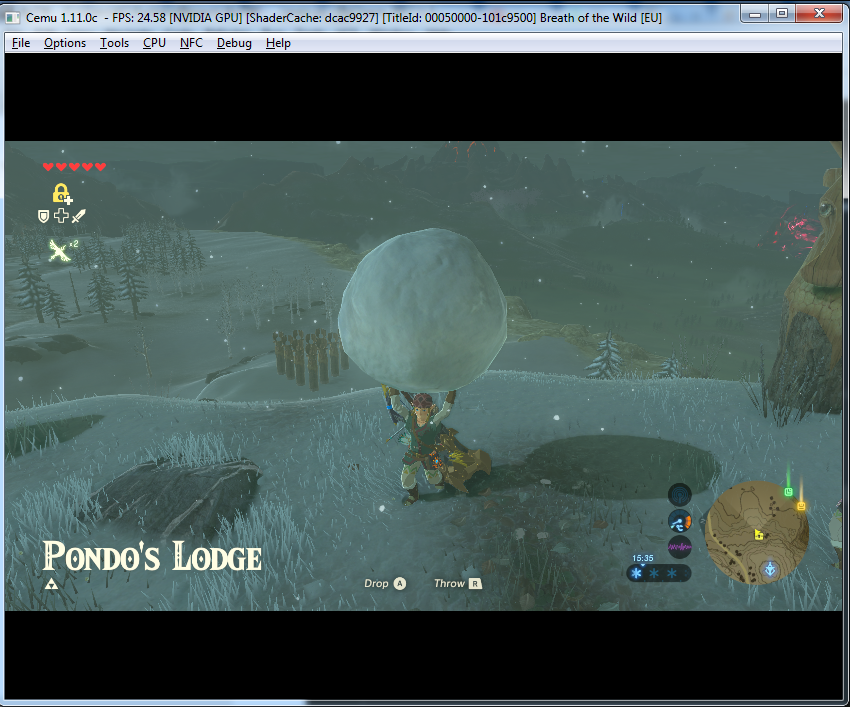 Cemu 1.11.0c - FPS: 24.58 [NVIDIA GPU] [ShaderCache: dcac9927] [TitleId: 00050000-101c9500] Breath of the Wild [EU]
File Options Tools CPU NFC Debug Help
x2
15:35
Pondo's Lodge
Drop A Throw R